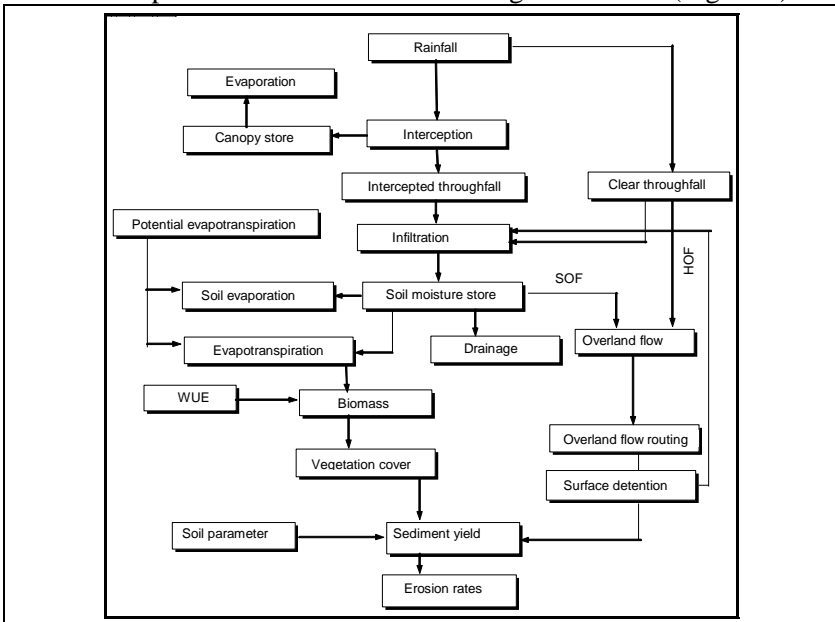 Rainfall
Evaporation
Canopy store
Interception
Intercepted throughfall
Clear throughfall
Potential evapotranspiration
Infiltration
HOF
SOF
Soil evaporation
Soil moisture store
Evapotranspiration
Drainage
Overland flow
WUE
Biomass
Overland flow routing
Vegetation cover
Surface detention
Soil parameter
Sediment yield
Erosion rates